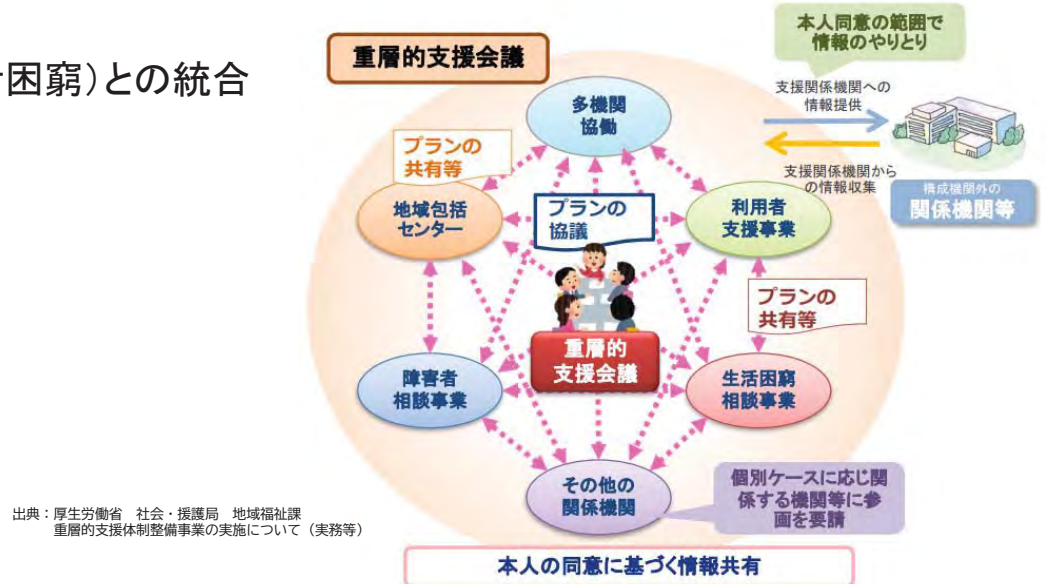 困窮)との統合
重層的支援会議
本人同意の範囲で
情報のやりとり
支援関係機関への
情報提供
支援関係機関から
の情報収集
構成機関外の
関係機関等
多機関
協働
プランの
共有等
地域包括
センター
プランの
協議
利用者
支援事業
プランの
共有等
重層的
支援会議
障害者
相談事業
生活困窮
相談事業
その他の
関係機関
個別ケースに応じ関
係する機関等に参
画を要請
出典:厚生労働省 社会・援護局 地域福祉課
重層的支援体制整備事業の実施について(実務等)
本人の同意に基づく情報共有